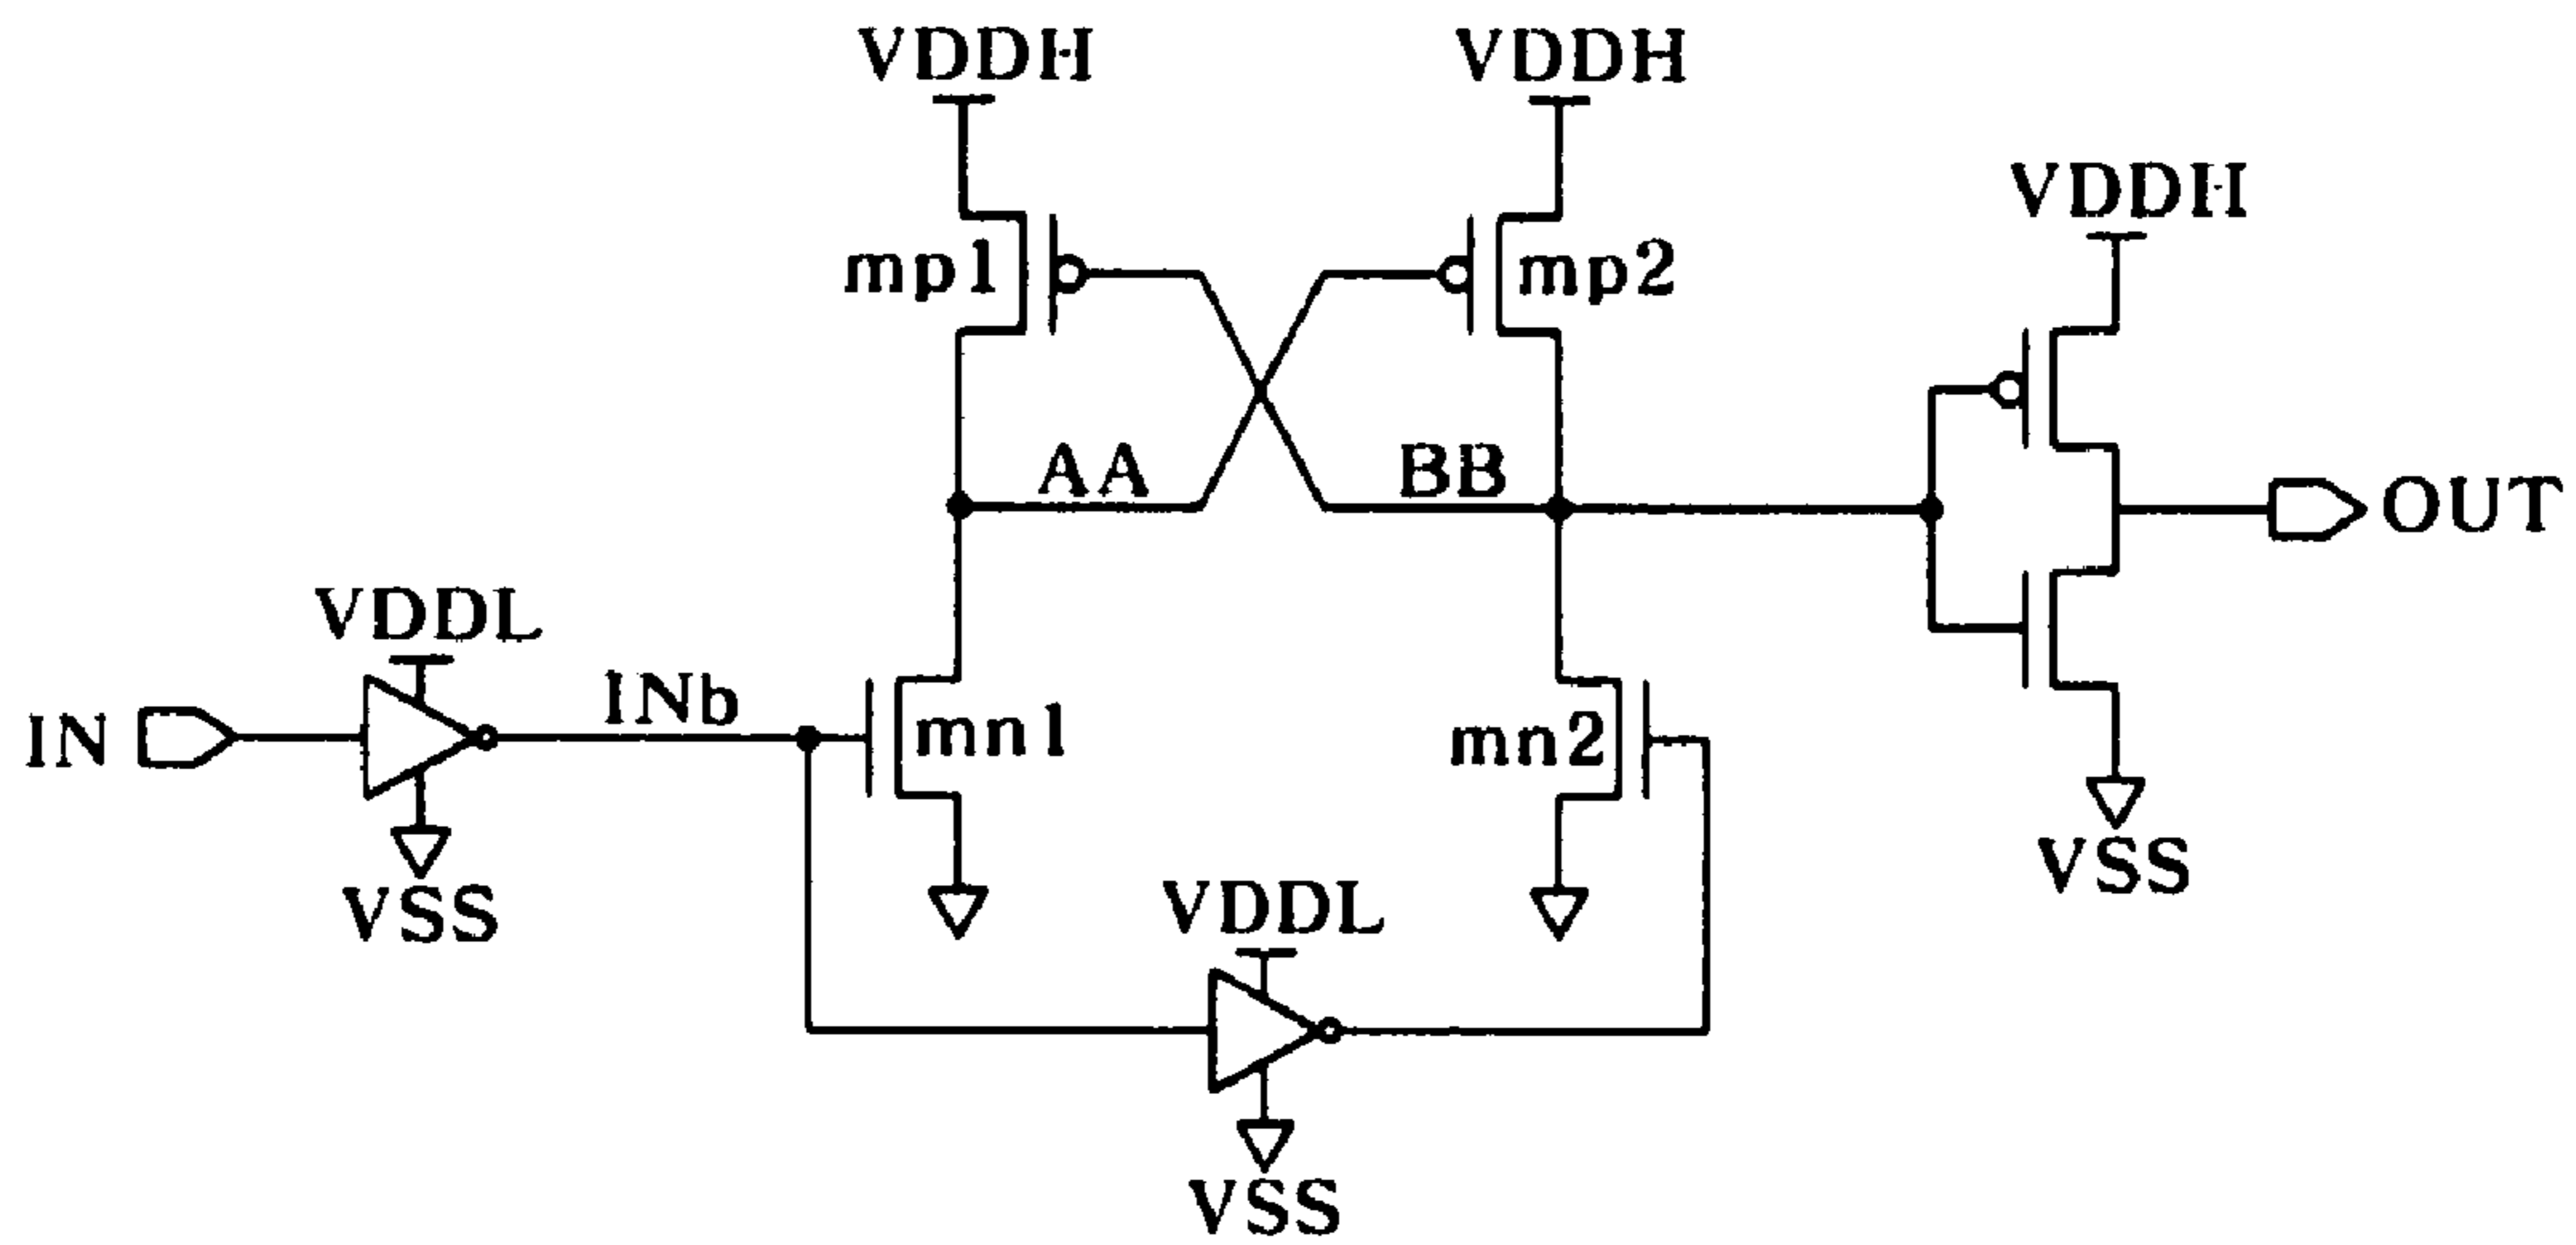 VDDH
VDDH
VDDH
mp1
mp2
AA
BB
OUT
VDDL
INb
IN
mn1
mn2
VSS
VDDL
VSS
VSS